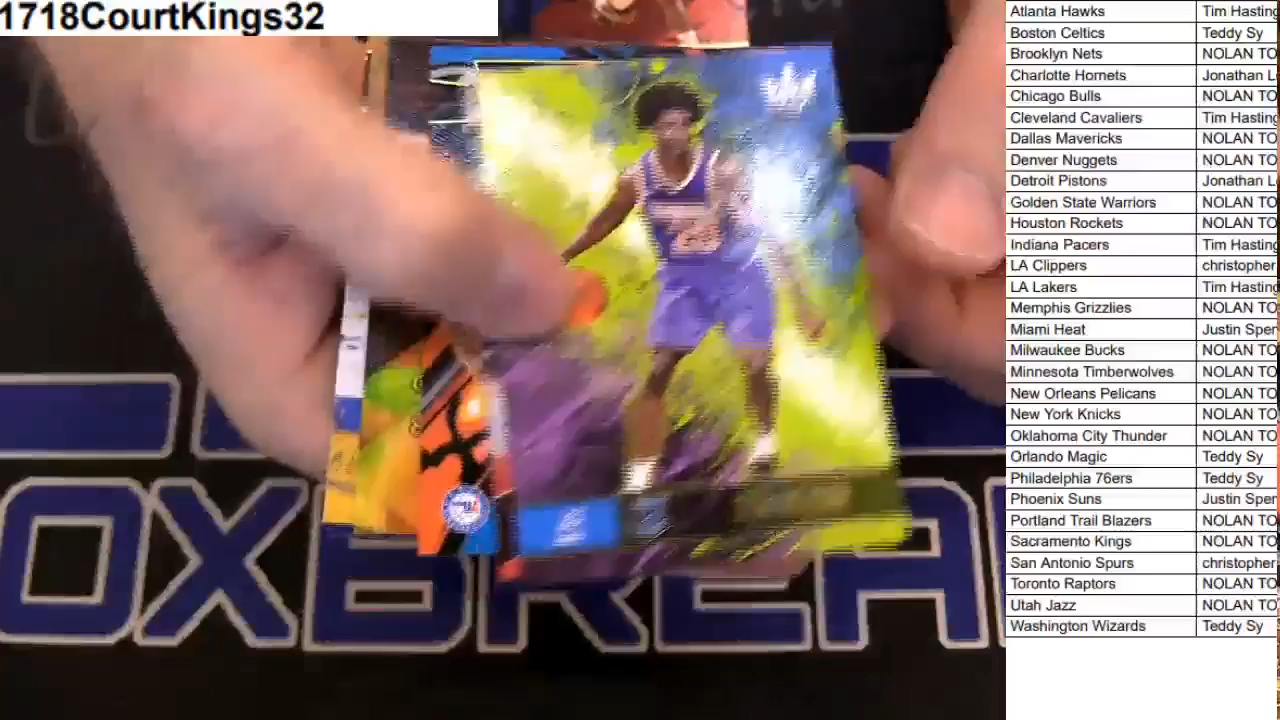 1718CourtKings32
Atlanta Hawks Tim Hasting
Boston Celtics Teddy Sy
Brooklyn Nets NOLAN TO
Charlotte Hornets Jonathan L
Chicago Bulls NOLAN TO
Cleveland Cavaliers Tim Hasting
Dallas Mavericks NOLAN TO
Denver Nuggets NOLAN TO
Detroit Pistons Jonathan L
Golden State Warriors NOLAN TO
Houston Rockets NOLAN TO
Indiana Pacers Tim Hasting
LA Clippers christopher
LA Lakers Tim Hasting
Memphis Grizzlies NOLAN TO
Miami Heat Justin Sper
Milwaukee Bucks NOLAN TO
Minnesota Timberwolves NOLAN TO
New Orleans Pelicans NOLAN TO
New York Knicks NOLAN TO
Oklahoma City Thunder NOLAN TO
Orlando Magic Teddy Sy
Philadelphia 76ers Teddy Sy
Phoenix Suns Justin Sper
Portland Trail Blazers NOLAN TO
Sacramento Kings NOLAN TO
San Antonio Spurs christopher
Toronto Raptors NOLAN TO
Utah Jazz NOLAN TO
Washington Wizards Teddy Sy
OXBREA